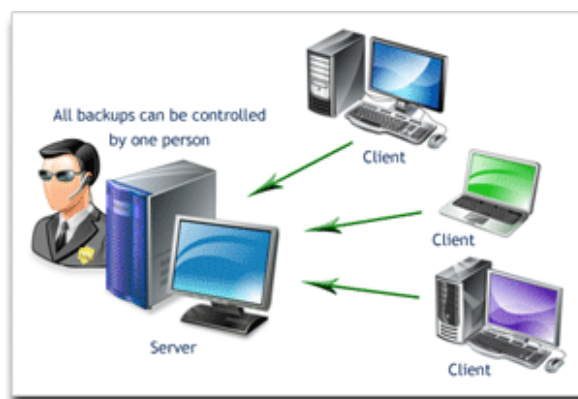 All backups can be controlled
by one person
Client
Client
Server
Client